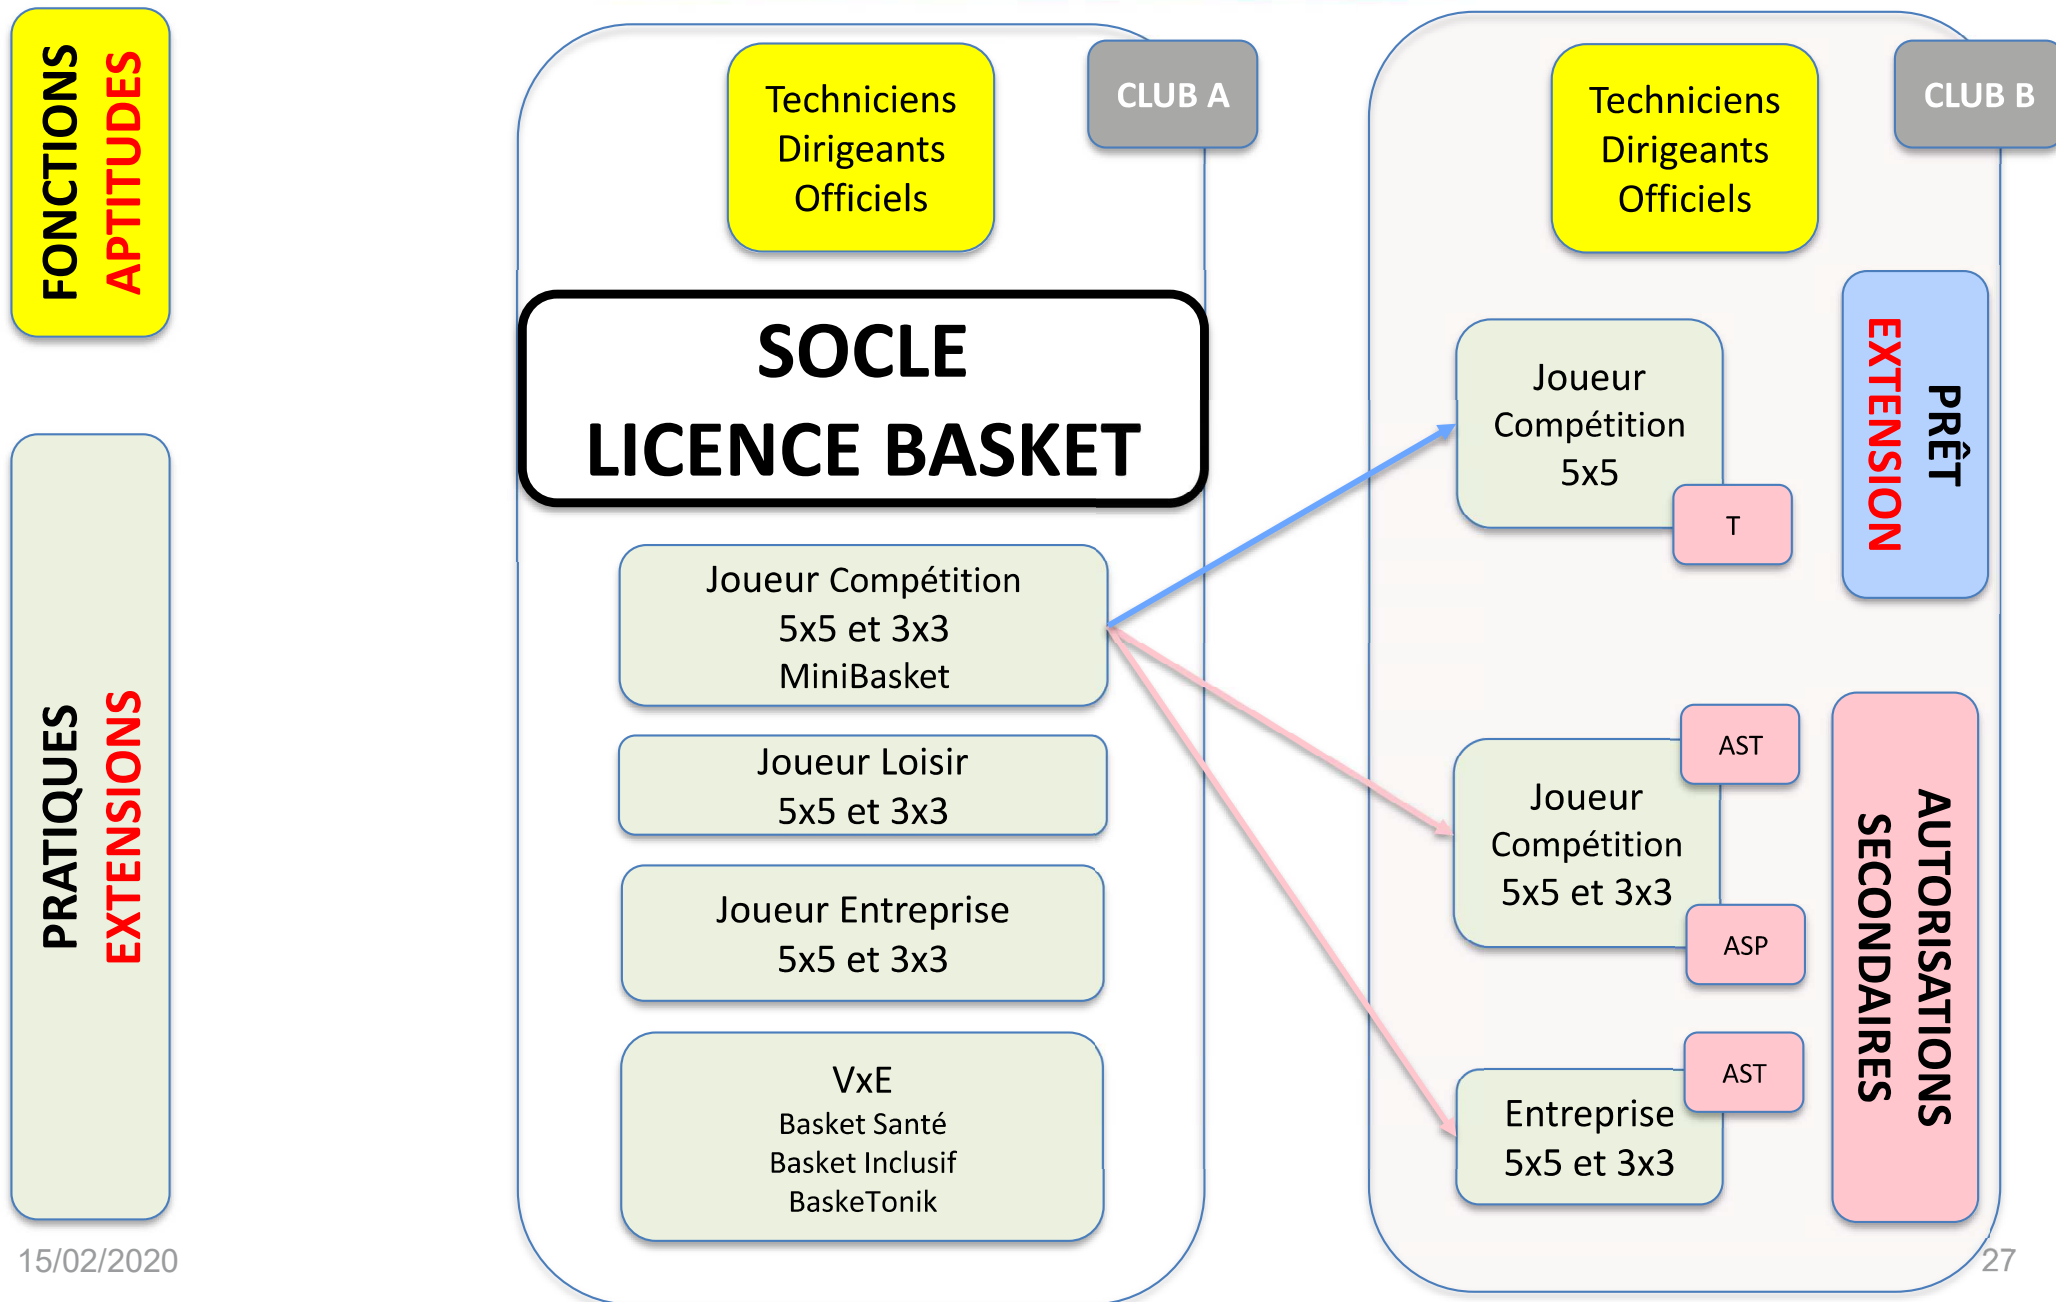 FONCTIONS
APTITUDES
PRATIQUES
EXTENSIONS
CLUB A
Techniciens
Dirigeants
Officiels
SOCLE
LICENCE BASKET
Joueur Compétition
5x5 et 3x3
MiniBasket
Joueur Loisir
5x5 et 3x3
Joueur Entreprise
5x5 et 3x3
VxE
Basket Santé
Basket Inclusif
BaskeTonik
CLUB B
Techniciens
Dirigeants
Officiels
Joueur
Compétition
5x5
T
PRÊT
EXTENSION
AST
Joueur
Compétition
5x5 et 3x3
ASP
AST
Entreprise
5x5 et 3x3
AUTORISATIONS
SECONDAIRES
15/02/2020
27